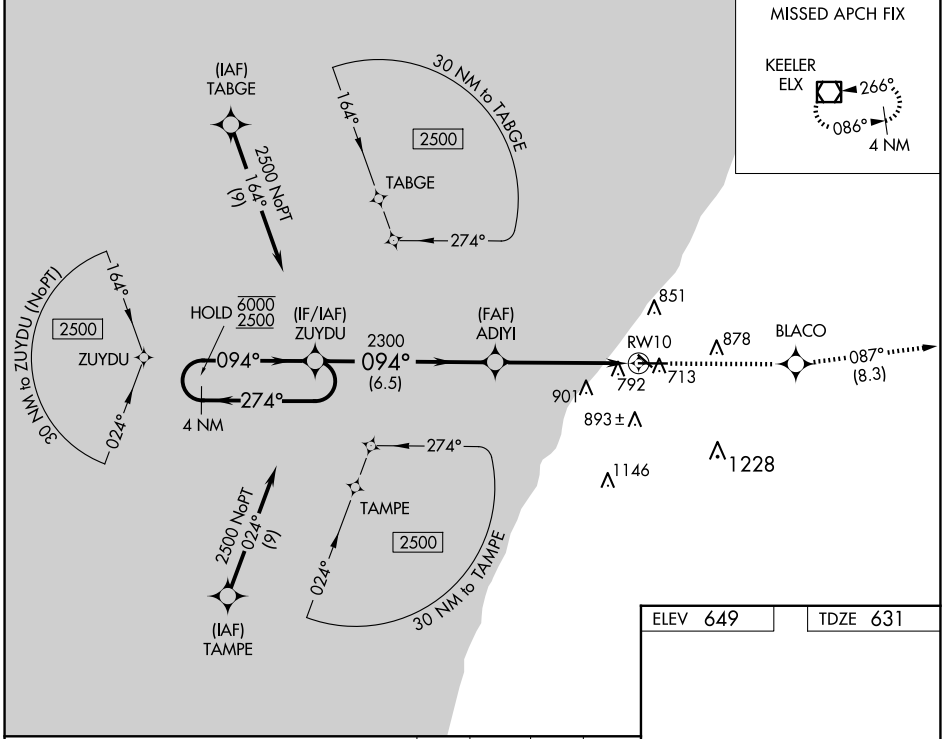 MISSED APCH FIX
KEELER
ELX
266°
086°
4 NM
(IAF)
TABGE
2500 NoPT
164°
(9)
30 NM to TABGE
164°
2500
TABGE
274°
30 NM to ZUYDU (NoPT)
164°
2500
ZUYDU
024°
HOLD 6000
2500
094°
274°
4 NM
(IF/IAF)
ZUYDU
2300
094°
(6.5)
(FAF)
ADIYI
851
RW10
878
BLACO
792
713
087°
(8.3)
901
893±
1146
1228
274°
TAMPE
2500
024°
30 NM to TAMPE
2500 NoPT
024°
(9)
(IAF)
TAMPE
ELEV 649
TDZE 631